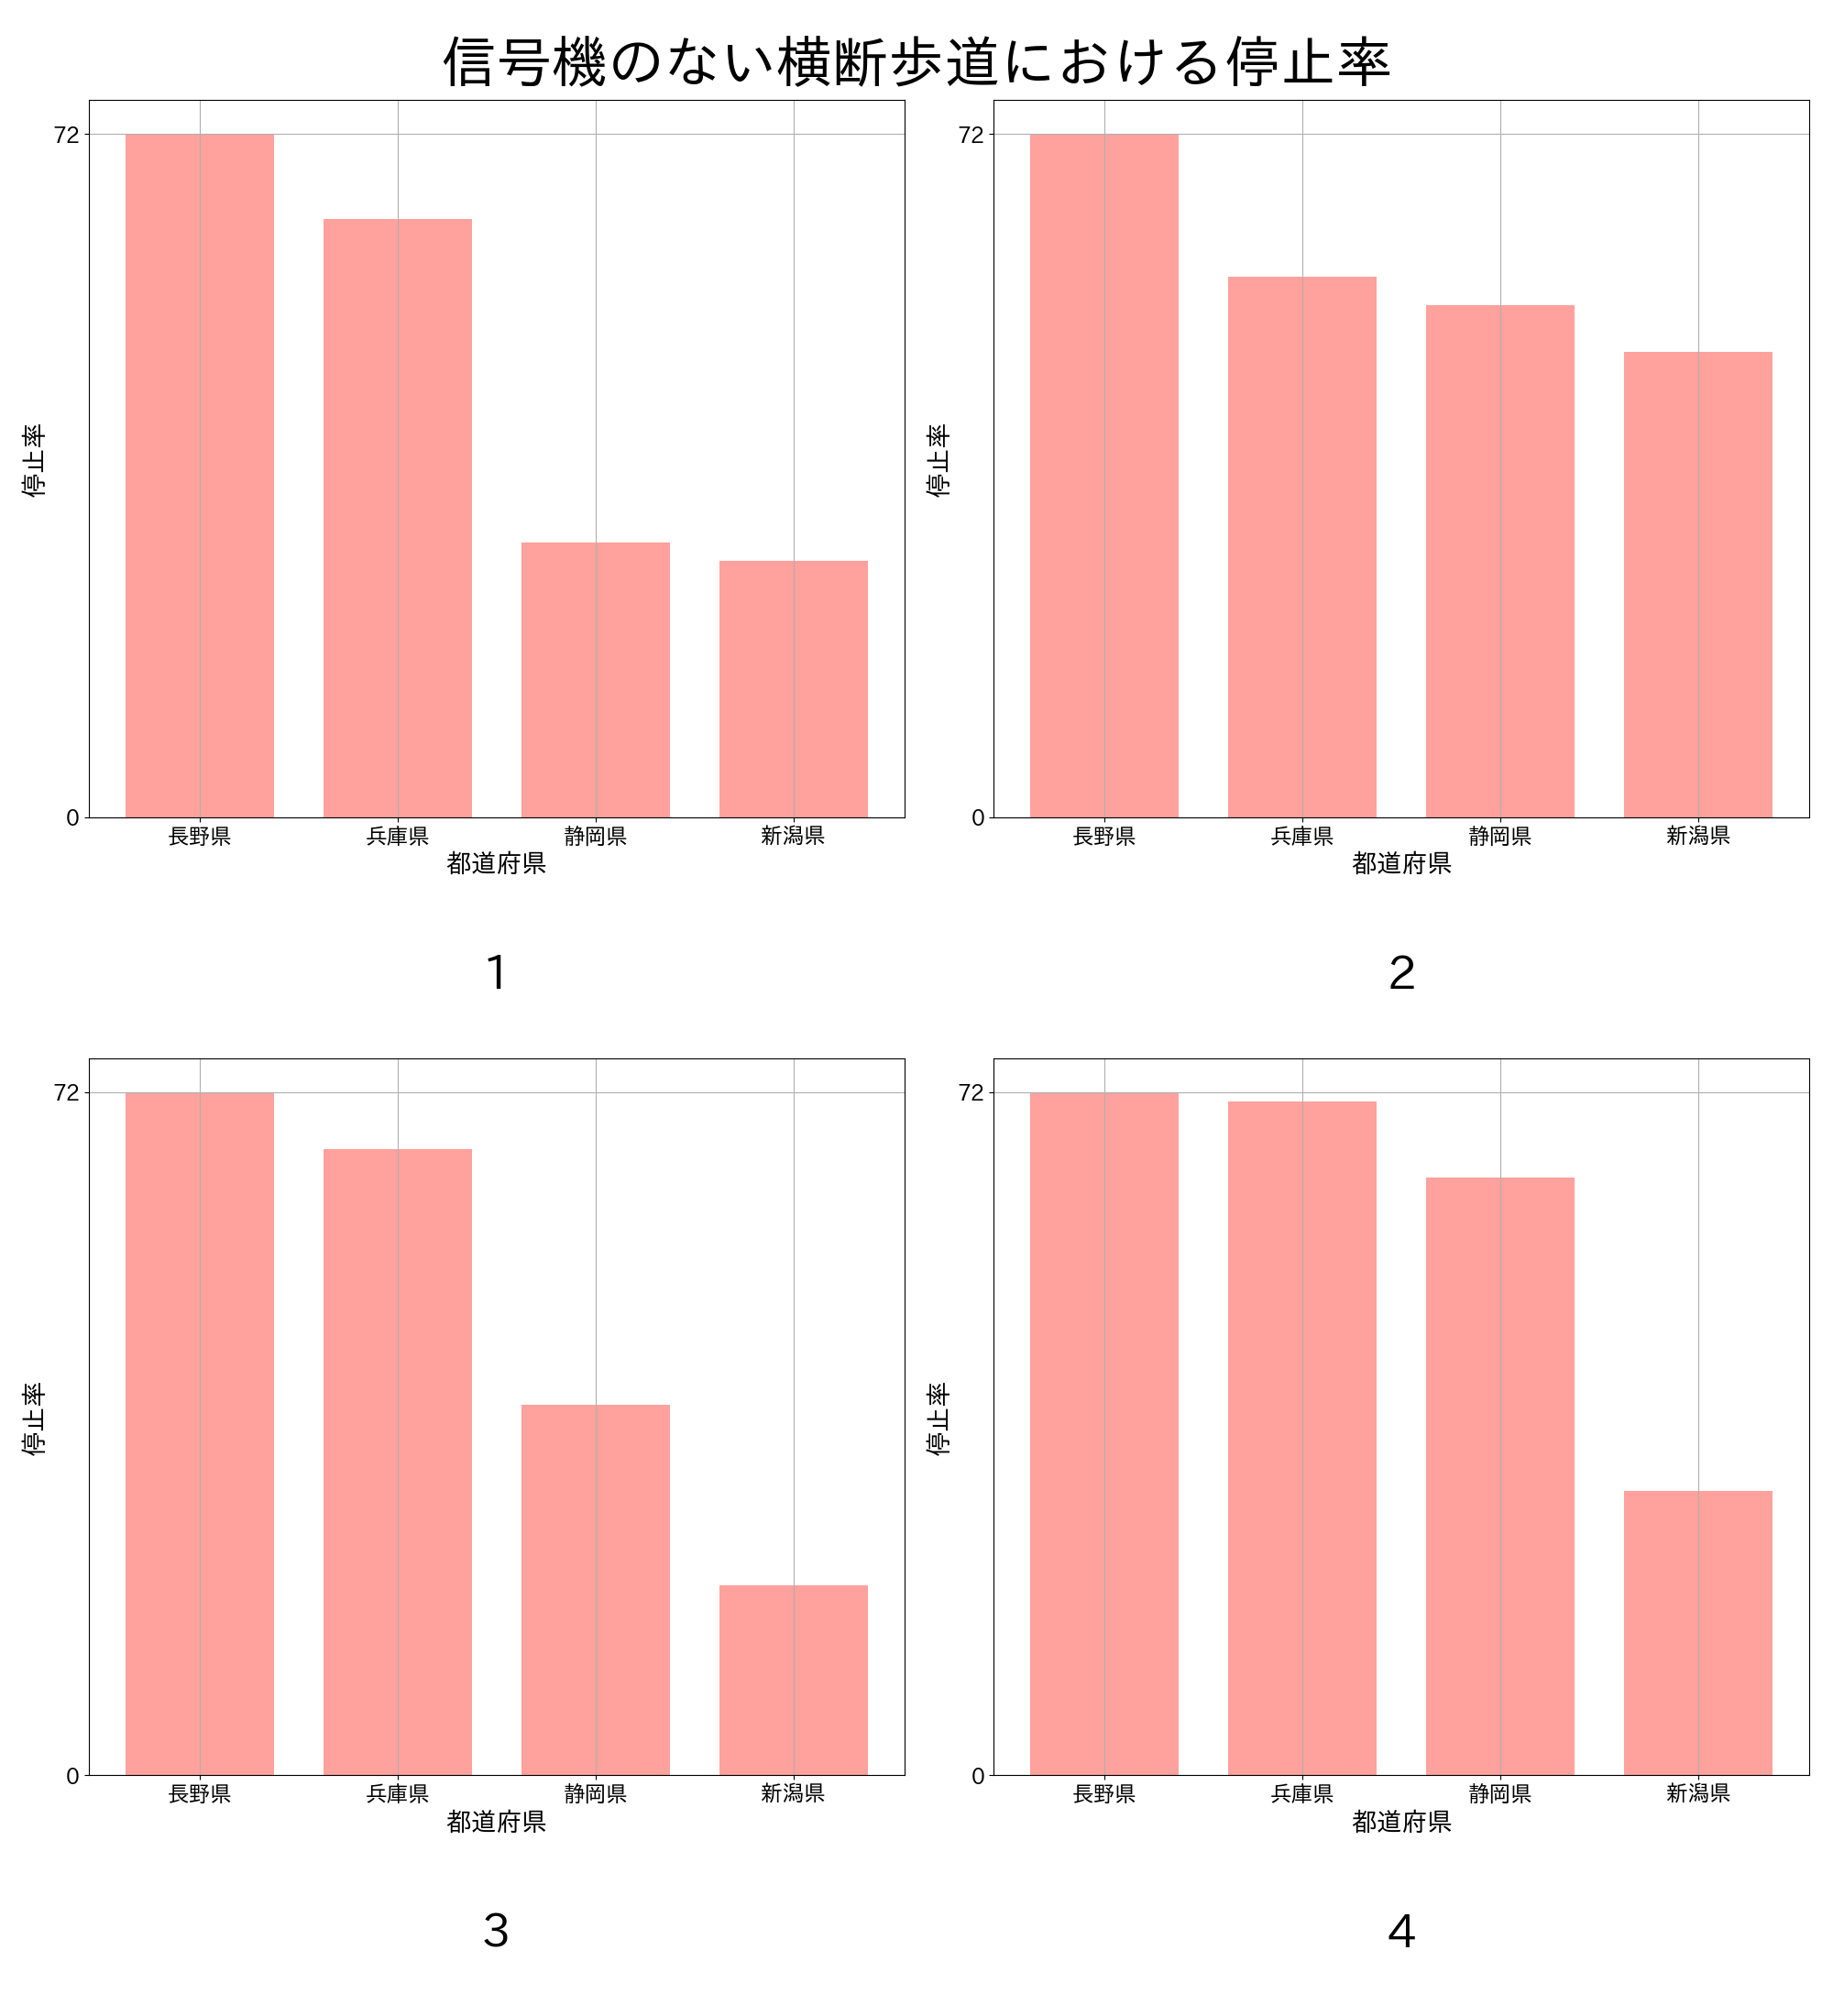 信号機のない横断歩道における停止率
72
停止率
0
長野県 兵庫県 静岡県 新潟県
都道府県
1
72
停止率
0
長野県 兵庫県 静岡県 新潟県
都道府県
2
72
停止率
0
長野県 兵庫県 静岡県 新潟県
都道府県
3
72
停止率
0
長野県 兵庫県 静岡県 新潟県
都道府県
4